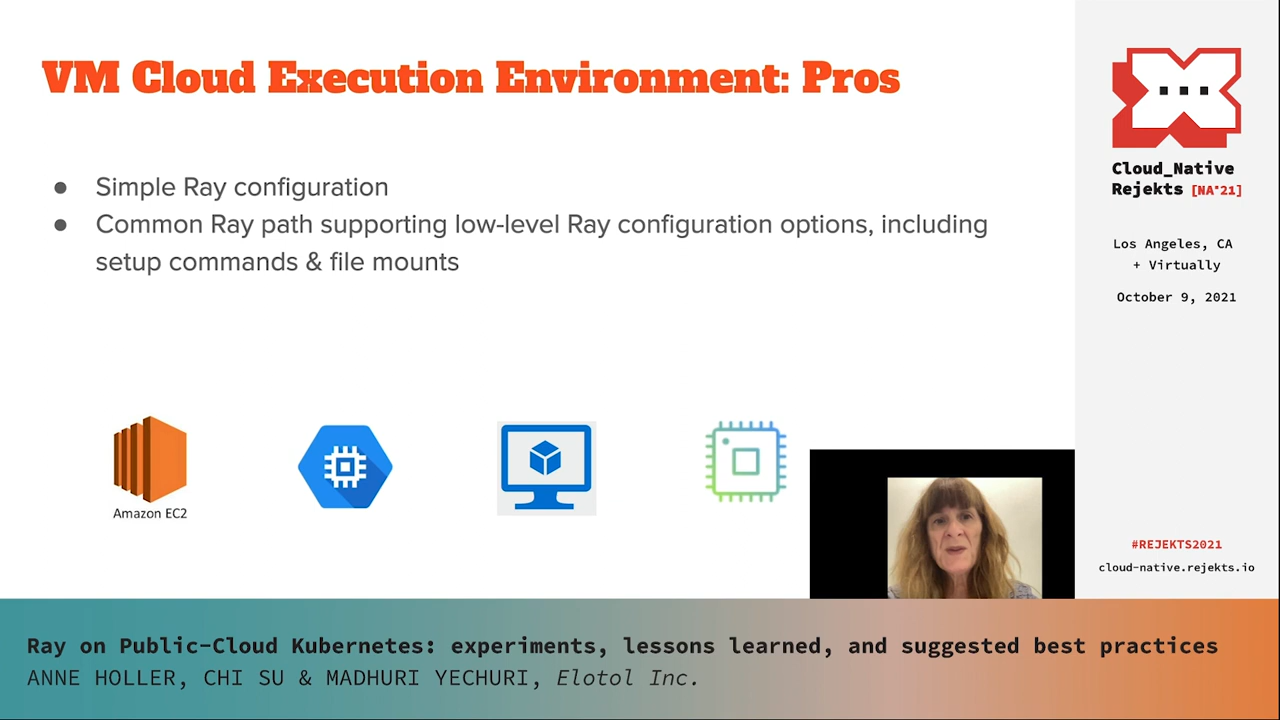 VM Cloud Execution Environment: Pros
● Simple Ray configuration
● Common Ray path supporting low-level Ray configuration options, including
setup commands & file mounts
Amazon EC2
Cloud_Native
Rejekts [NA'21]
Los Angeles, CA
+ Virtually
October 9, 2021
#REJEKTS2021
cloud-native.rejekts.io
Ray on Public-Cloud Kubernetes: experiments, lessons learned, and suggested best practices
ANNE HOLLER, CHI SU & MADHURI YECHURI, Elotol Inc.